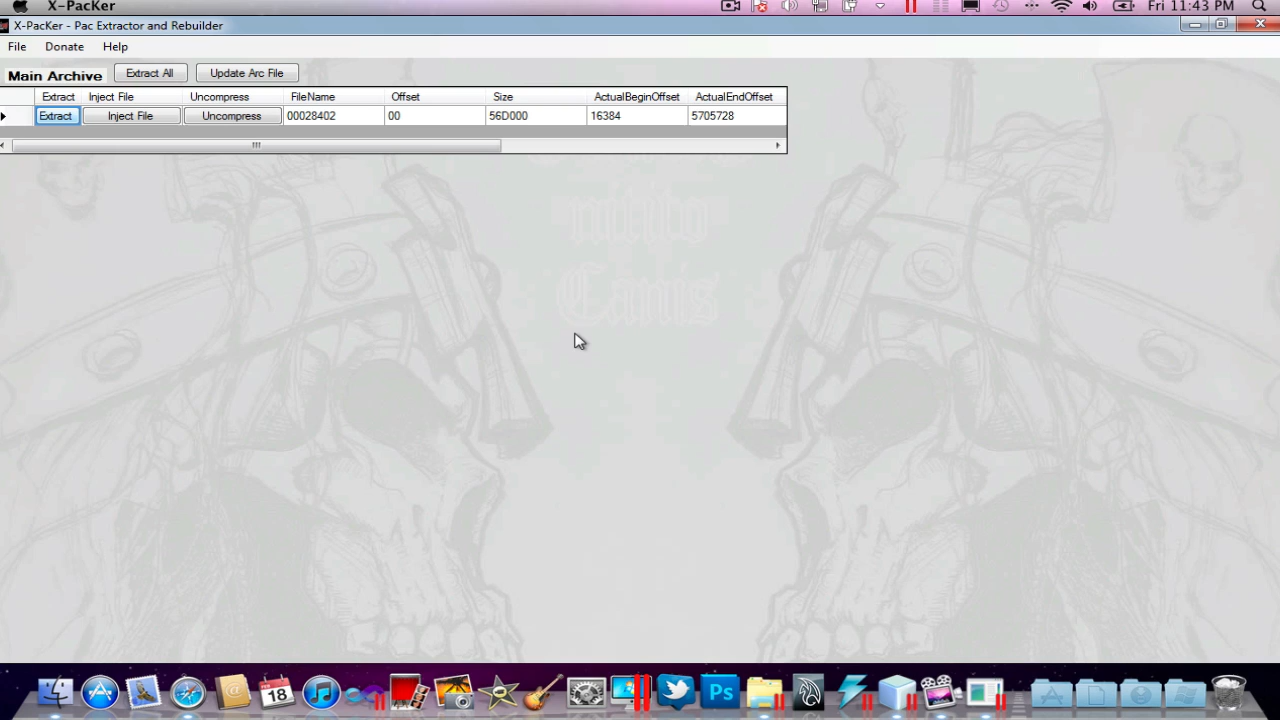 X-PacKer
Fri 11:43 PM
X-PacKer - Pac Extractor and Rebuilder
File Donate Help
Main Archive Extract All Update Arc File
Extract Inject File Uncompress FileName Offset Size ActualBeginOffset ActualEndOffset
Extract Inject File Uncompress 00028402 00 56D000 16384 5705728
Canis
18
Ps